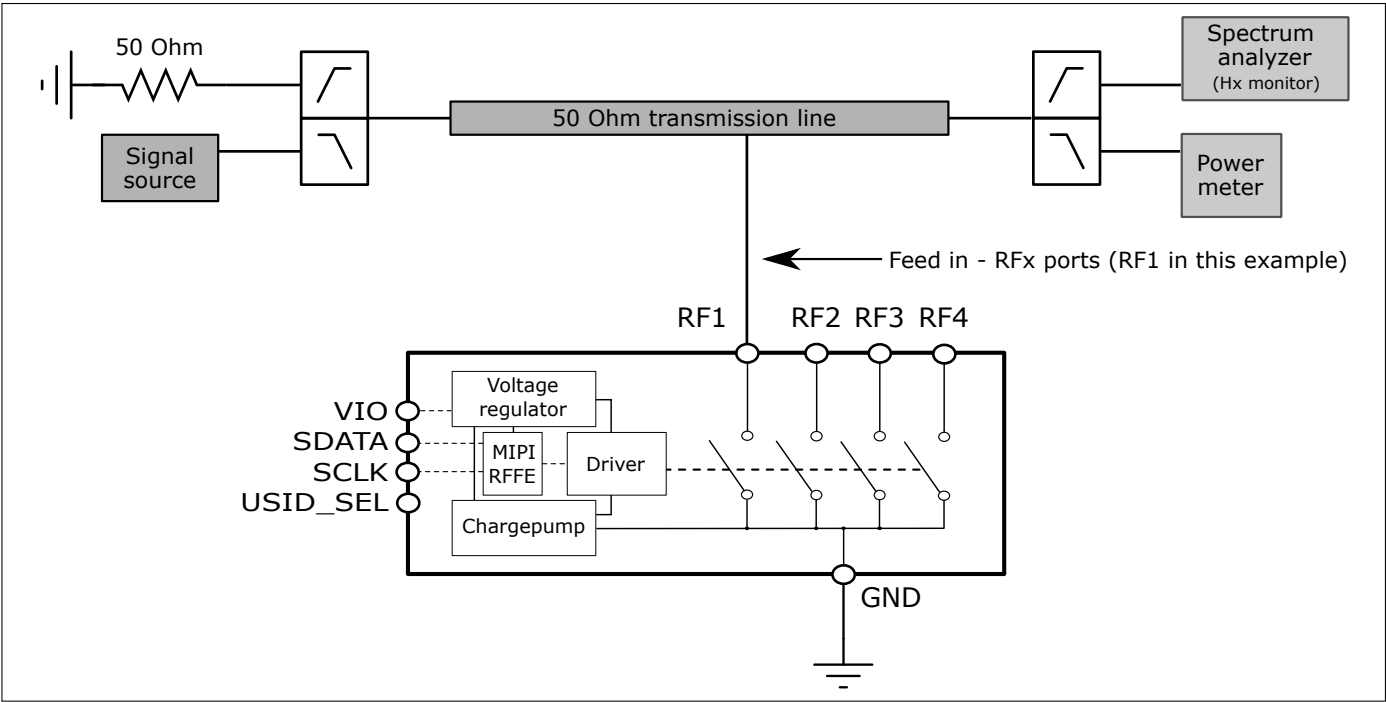 50 Ohm
Signal
source
50 Ohm transmission line
Spectrum
analyzer
(Hx monitor)
Power
meter
Feed in - RFx ports (RF1 in this example)
RF1 RF2 RF3 RF4
VIO
SDATA
SCLK
USID_SEL
Voltage
regulator
MIPI
RFFE
Driver
Chargepump
GND